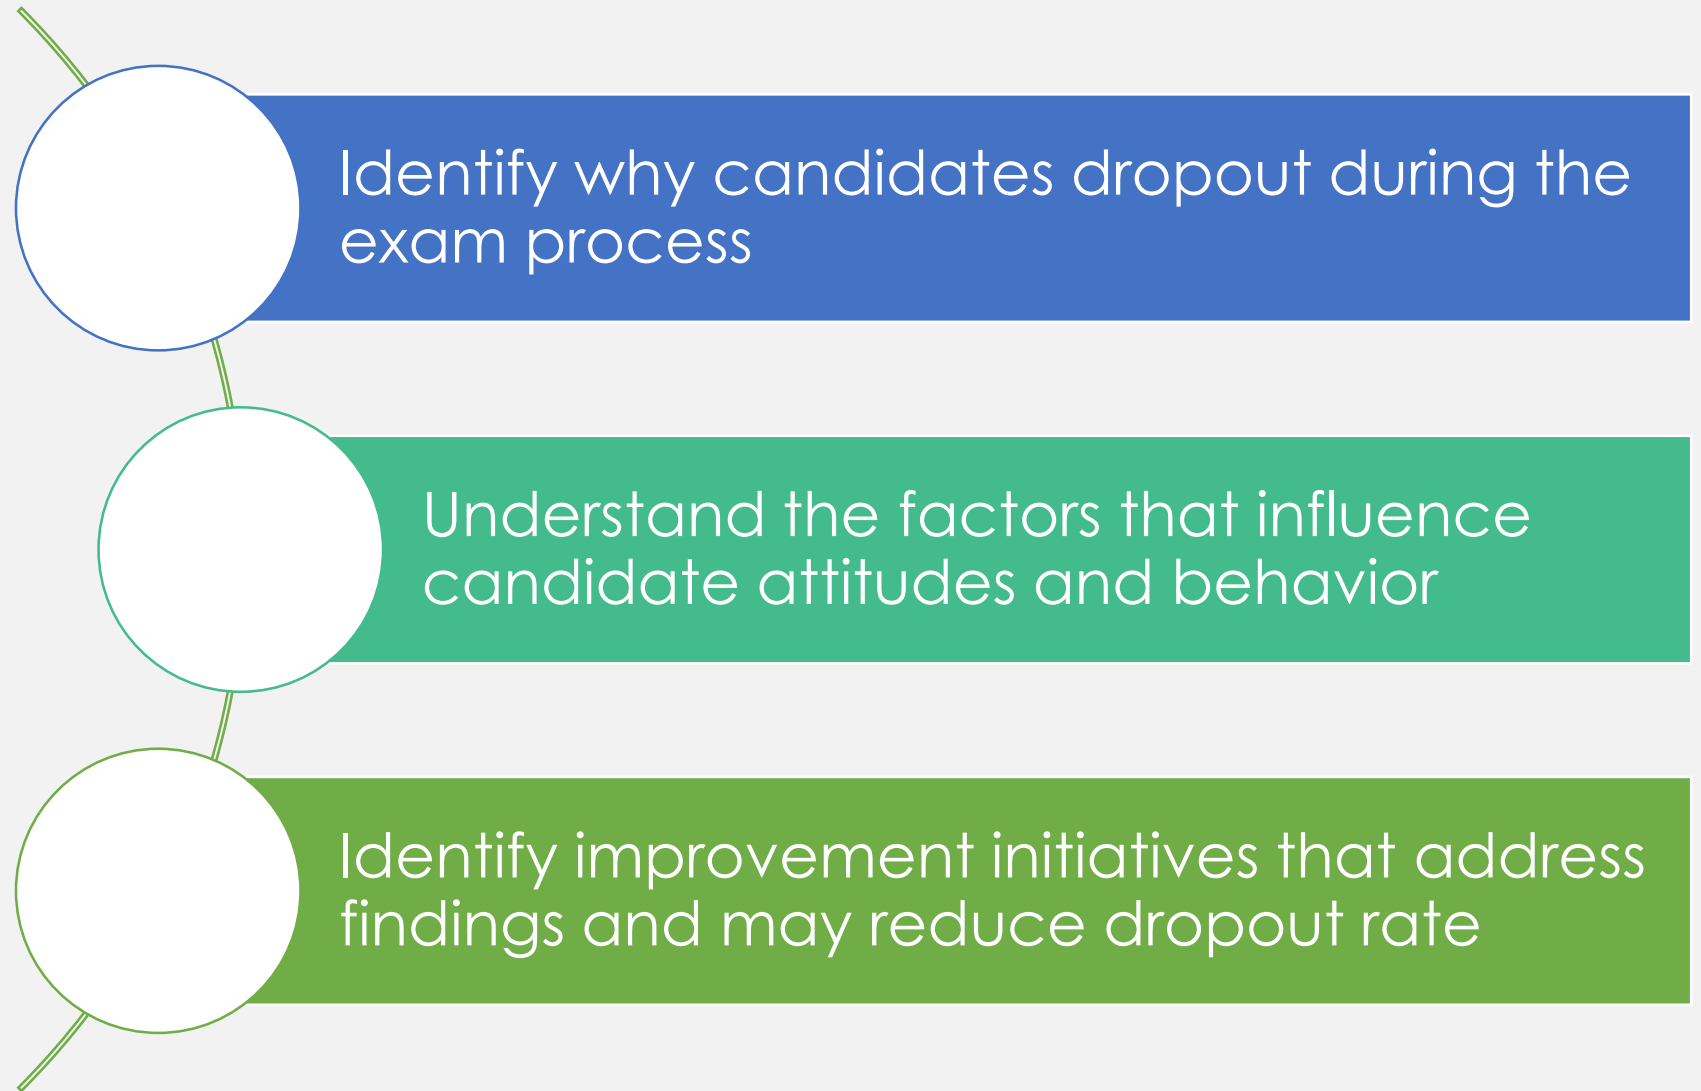 Identify why candidates dropout during the
exam process
Understand the factors that influence
candidate attitudes and behavior
Identify improvement initiatives that address
findings and may reduce dropout rate